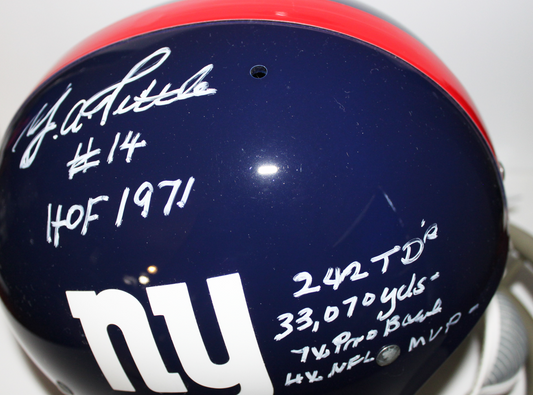 Y.A Tittle
#14
HOF 1971
242 TD's
33,070 yds-
7x Pro Bowl
4x NFL MVP-
ny